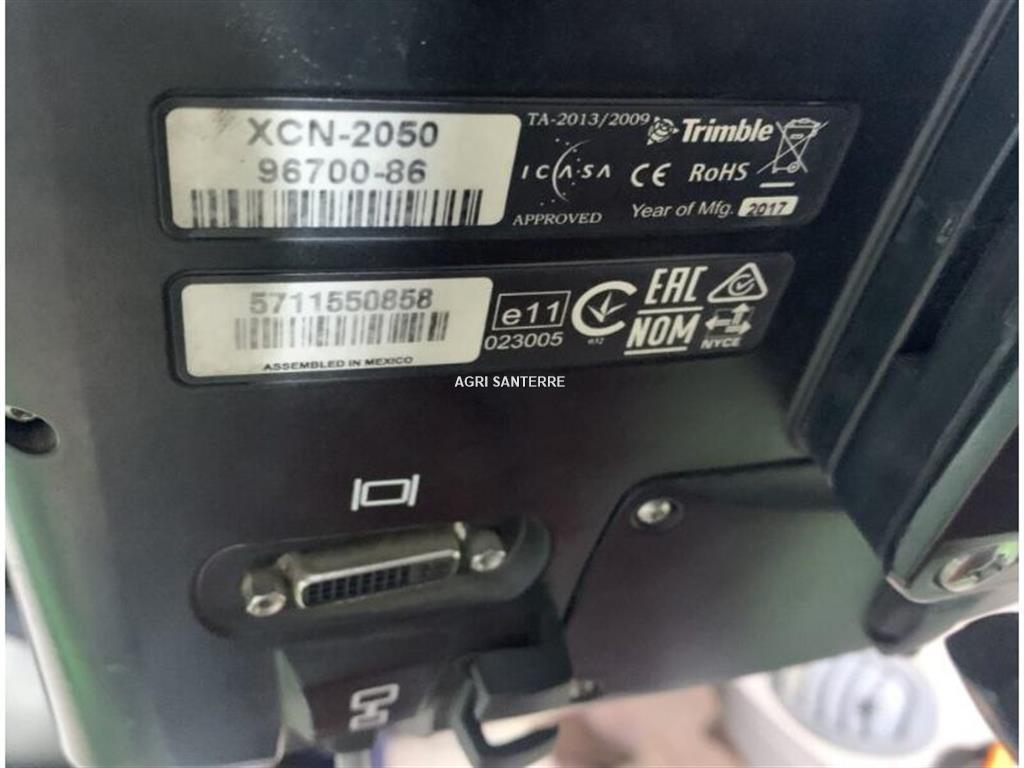 XCN-2050
96700-86
TA-2013/2009
Trimble
ICASA
APPROVED
CE RoHS
Year of Mfg. 2017
5711550858
ASSEMBLED IN MEXICO
e11
023005
EAC
NOM
NYCE
AGRI SANTERRE